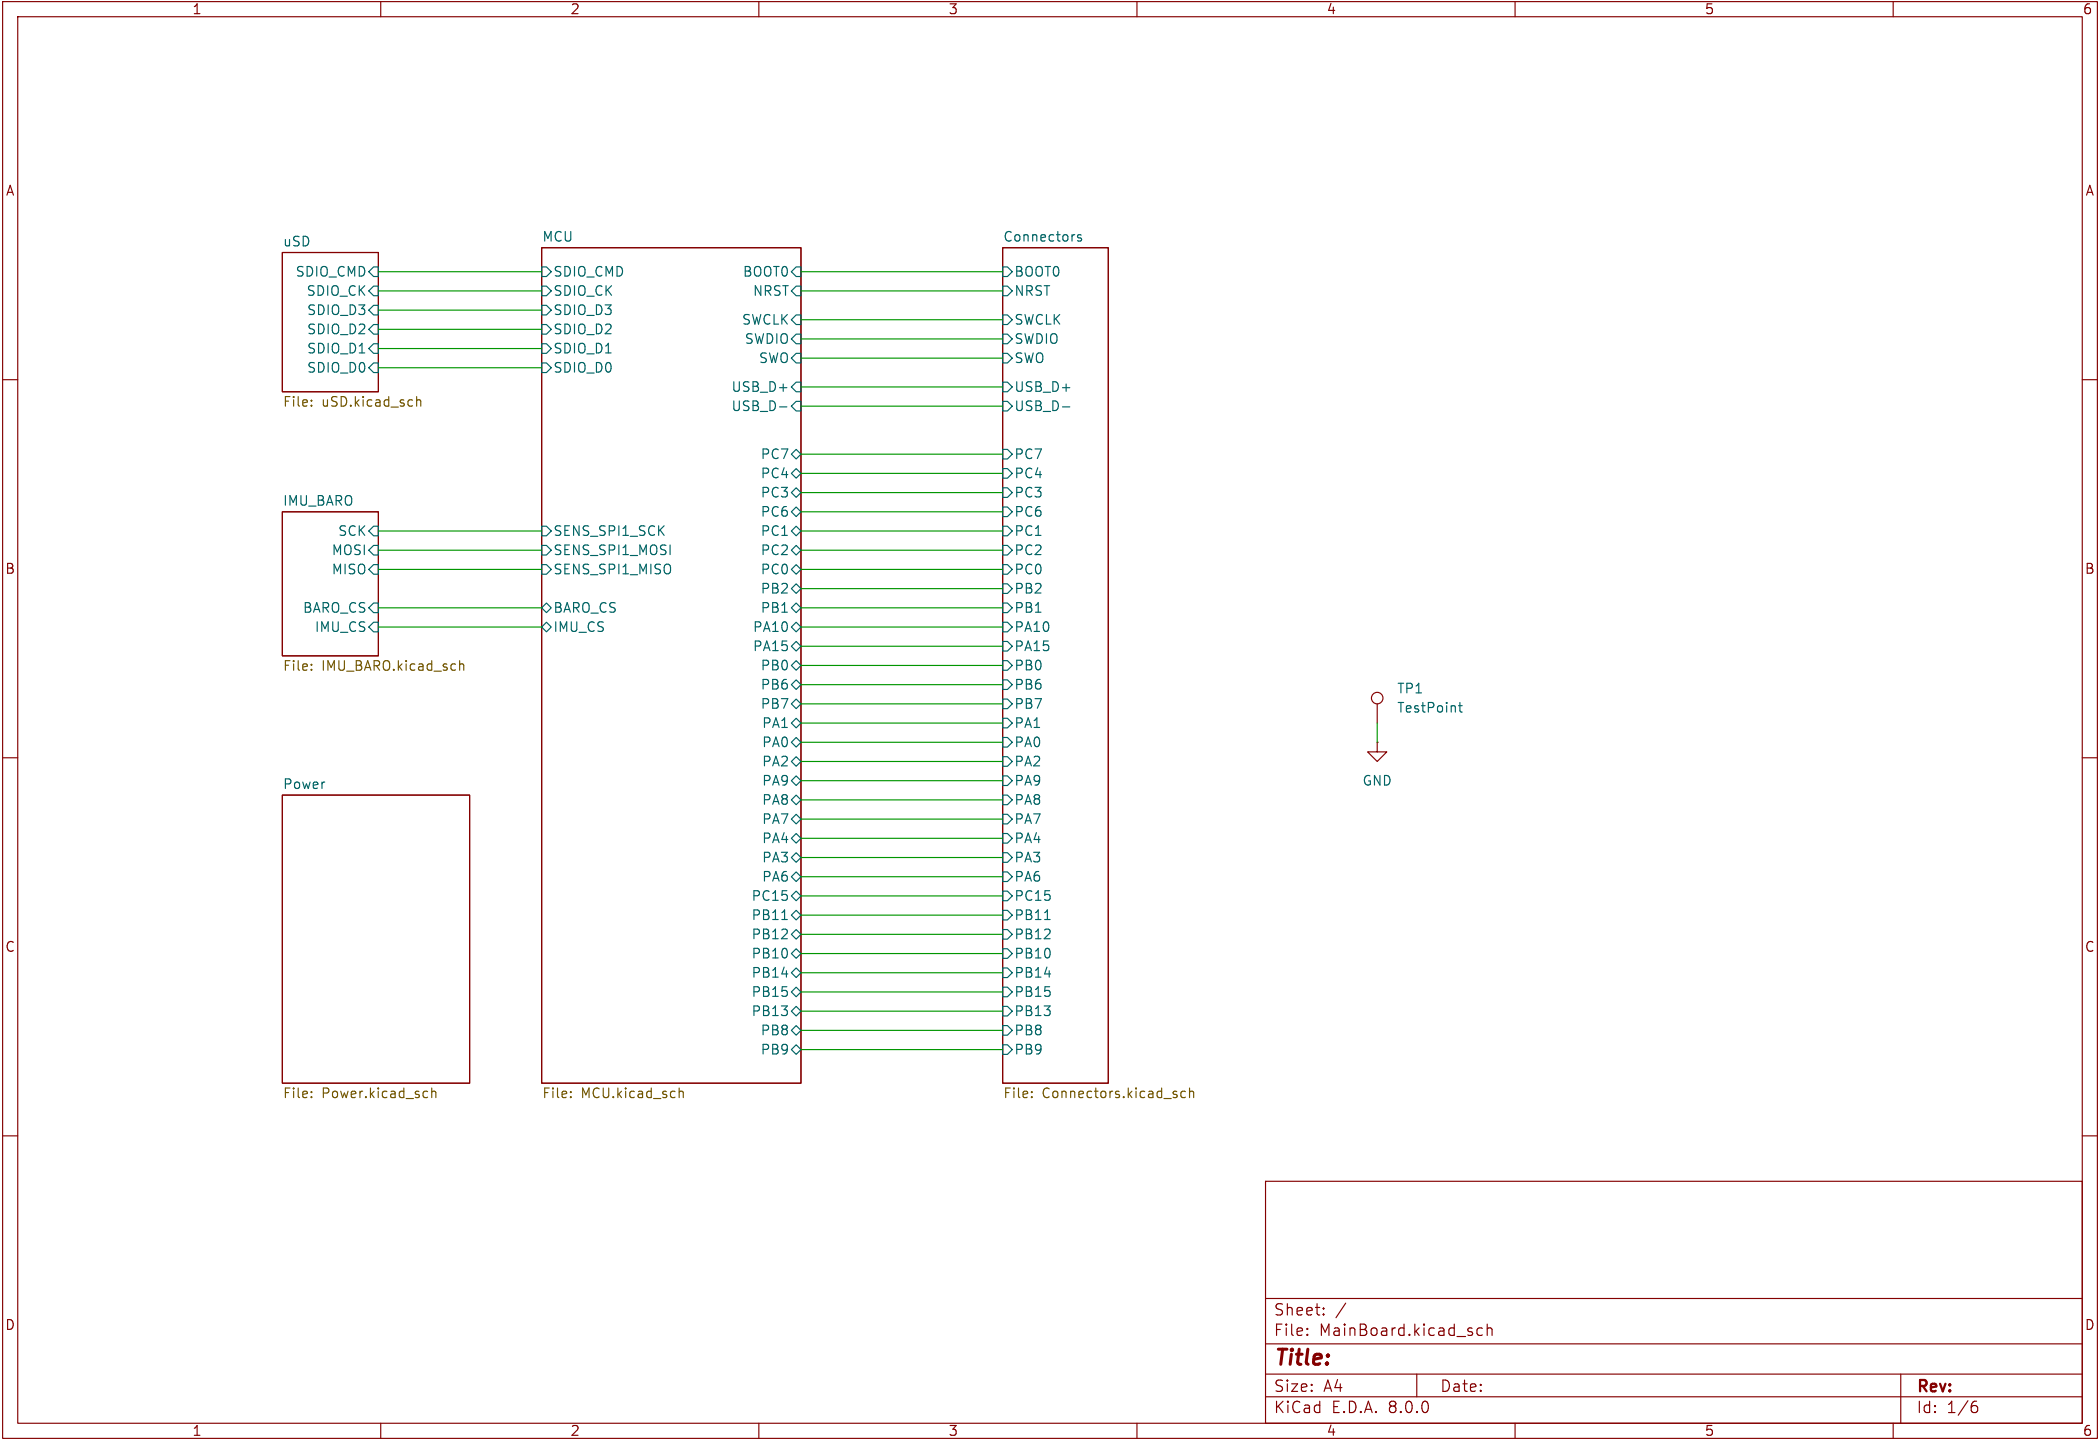 1 2 3 4 5 6
A A
uSD
SDIO_CMD
SDIO_CK
SDIO_D3
SDIO_D2
SDIO_D1
SDIO_D0
File: uSD.kicad_sch
IMU_BARO
SCK
MOSI
MISO
BARO_CS
IMU_CS
File: IMU_BARO.kicad_sch
Power
File: Power.kicad_sch
MCU
SDIO_CMD
SDIO_CK
SDIO_D3
SDIO_D2
SDIO_D1
SDIO_D0
SENS_SPI1_SCK
SENS_SPI1_MOSI
SENS_SPI1_MISO
BARO_CS
IMU_CS
BOOT0
NRST
SWCLK
SWDIO
SWO
USB_D+
USB_D-
PC7
PC4
PC3
PC6
PC1
PC2
PC0
PB2
PB1
PA10
PA15
PB0
PB6
PB7
PA1
PA0
PA2
PA9
PA8
PA7
PA4
PA3
PA6
PC15
PB11
PB12
PB10
PB14
PB15
PB13
PB8
PB9
File: MCU.kicad_sch
Connectors
BOOT0
NRST
SWCLK
SWDIO
SWO
USB_D+
USB_D-
PC7
PC4
PC3
PC6
PC1
PC2
PC0
PB2
PB1
PA10
PA15
PB0
PB6
PB7
PA1
PA0
PA2
PA9
PA8
PA7
PA4
PA3
PA6
PC15
PB11
PB12
PB10
PB14
PB15
PB13
PB8
PB9
File: Connectors.kicad_sch
TP1
TestPoint
GND
B B
C C
D D
Sheet: /
File: MainBoard.kicad_sch
Title:
Size: A4 Date: Rev:
KiCad E.D.A. 8.0.0 Id: 1/6
1 2 3 4 5 6